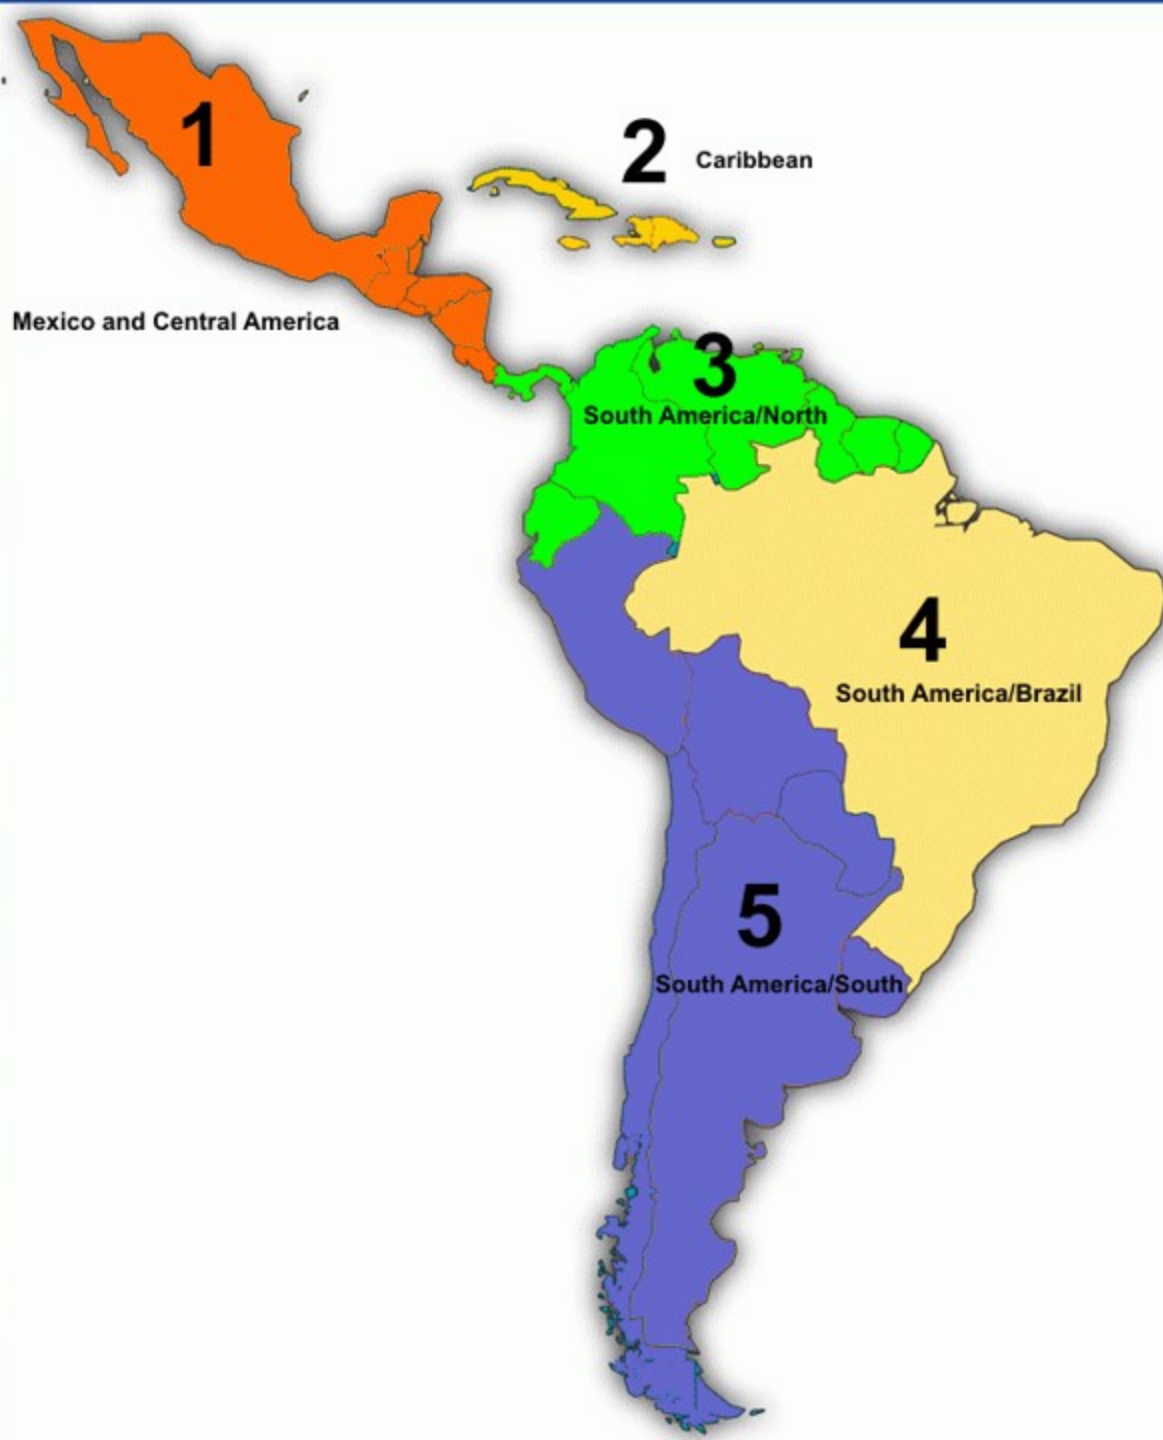 1
2
Caribbean
Mexico and Central America
3
South America/North
4
South America/Brazil
5
South America/South